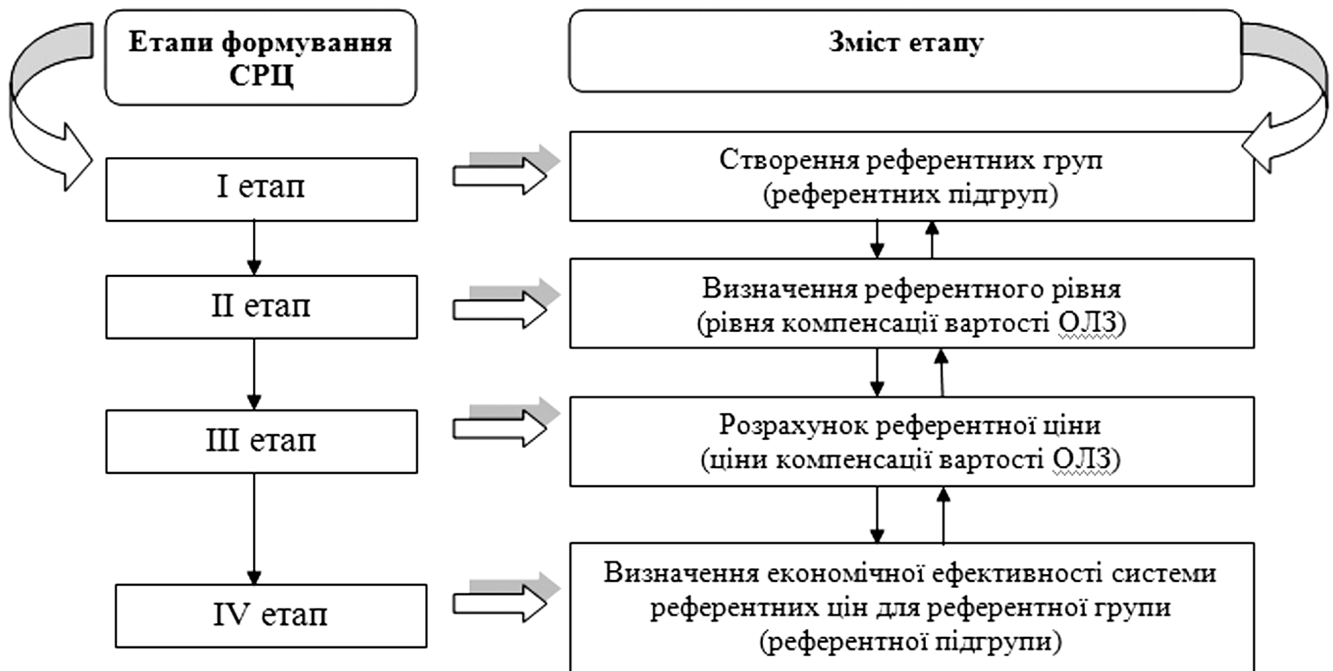 Етапи формування
СРЦ
Зміст етапу
I етап
Створення референтних груп
(референтних підгруп)
II етап
Визначення референтного рівня
(рівня компенсації вартості ОЛЗ)
III етап
Розрахунок референтної ціни
(ціни компенсації вартості ОЛЗ)
IV етап
Визначення економічної ефективності системи
референтних цін для референтної групи
(референтної підгрупи)